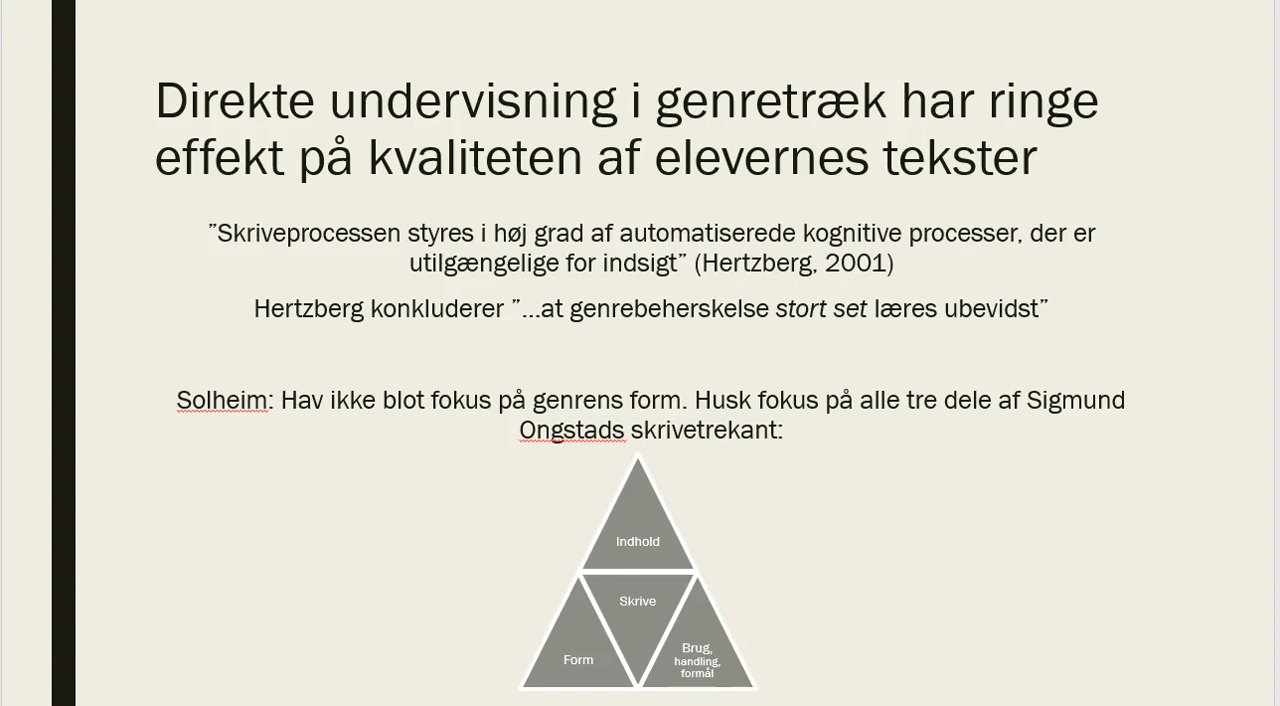 Direkte undervisning i genretræk har ringe
effekt på kvaliteten af elevernes tekster
”Skriveprocessen styres i høj grad af automatiserede kognitive processer, der er
utilgængelige for indsigt” (Hertzberg, 2001)
Hertzberg konkluderer ”…at genrebeherskelse stort set læres ubevidst”
Solheim: Hav ikke blot fokus på genrens form. Husk fokus på alle tre dele af Sigmund
Ongstads skrivetrekant:
Indhold
Skrive
Form
Brug,
handling,
formål